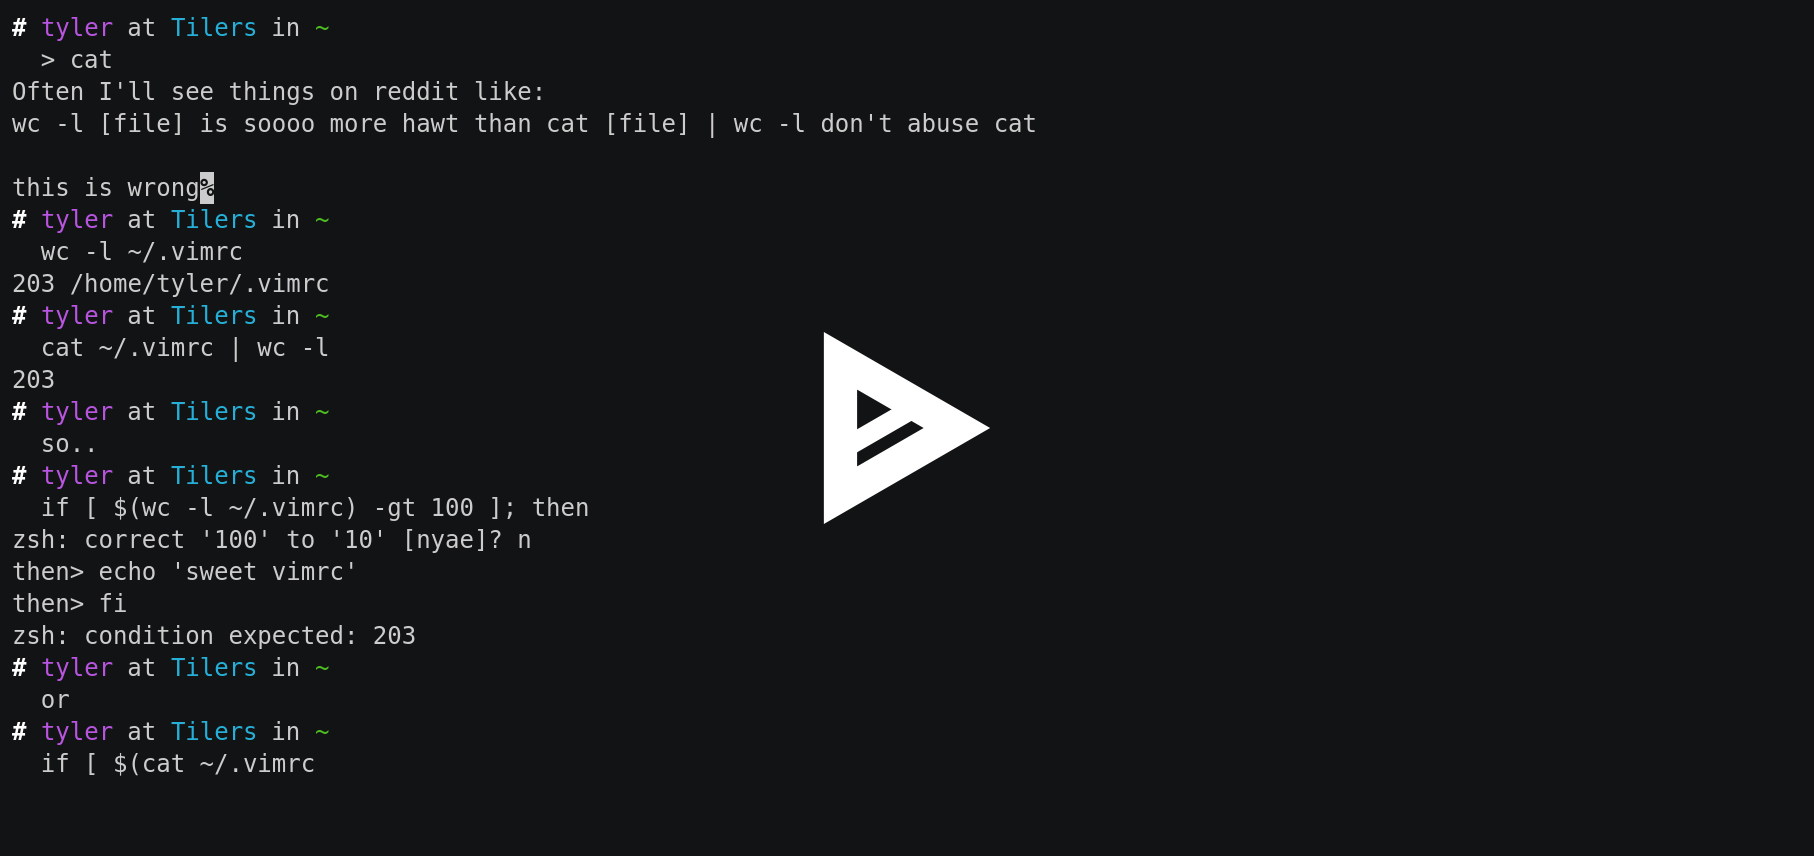 # tyler at Tilers in ~
  > cat
Often I'll see things on reddit like:
wc -l [file] is soooo more hawt than cat [file] | wc -l don't abuse cat

this is wrong%
# tyler at Tilers in ~
  wc -l ~/.vimrc
203 /home/tyler/.vimrc
# tyler at Tilers in ~
  cat ~/.vimrc | wc -l
203
# tyler at Tilers in ~
  so..
# tyler at Tilers in ~
  if [ $(wc -l ~/.vimrc) -gt 100 ]; then
zsh: correct '100' to '10' [nyae]? n
then> echo 'sweet vimrc'
then> fi
zsh: condition expected: 203
# tyler at Tilers in ~
  or
# tyler at Tilers in ~
  if [ $(cat ~/.vimrc